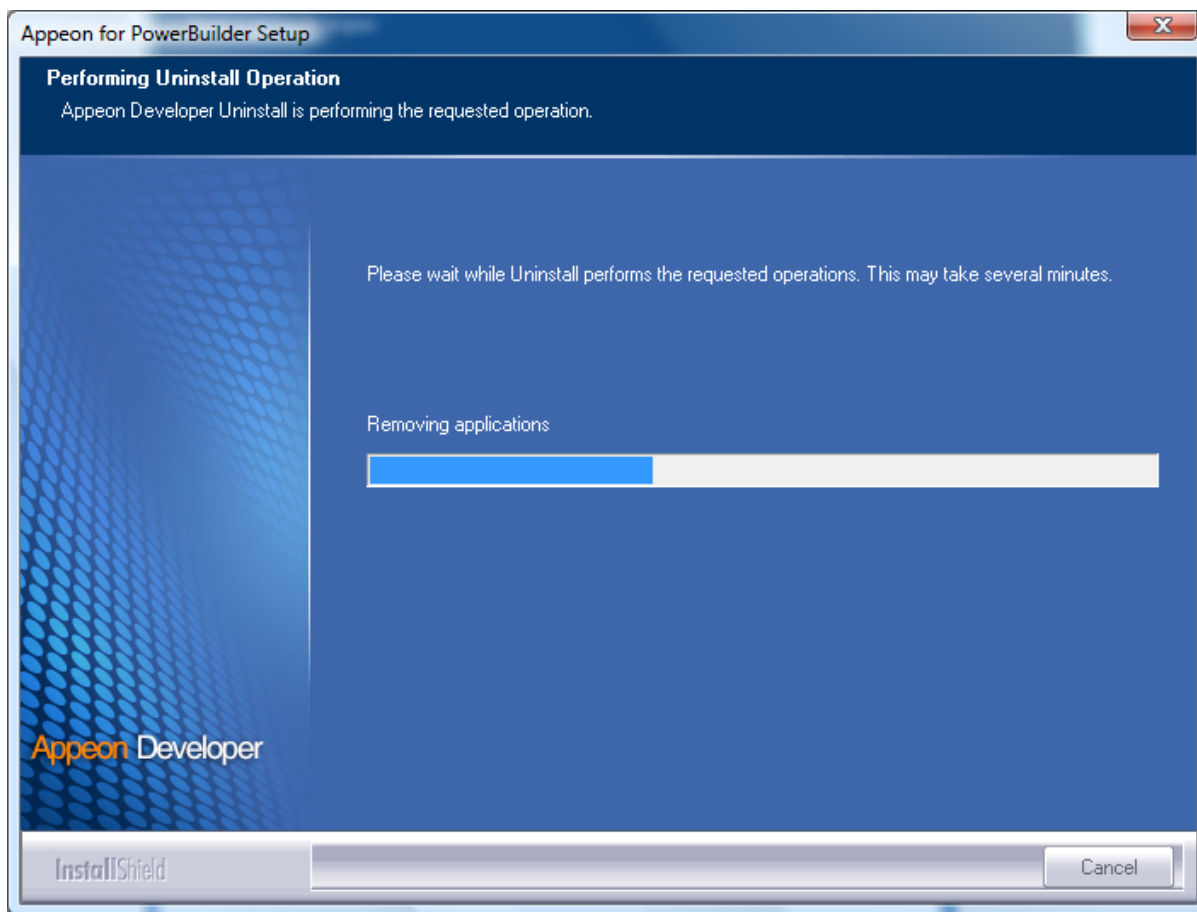 Appeon for PowerBuilder Setup
Performing Uninstall Operation
Appeon Developer Uninstall is performing the requested operation.
Please wait while Uninstall performs the requested operations. This may take several minutes.
Removing applications
Appeon Developer
InstallShield
Cancel